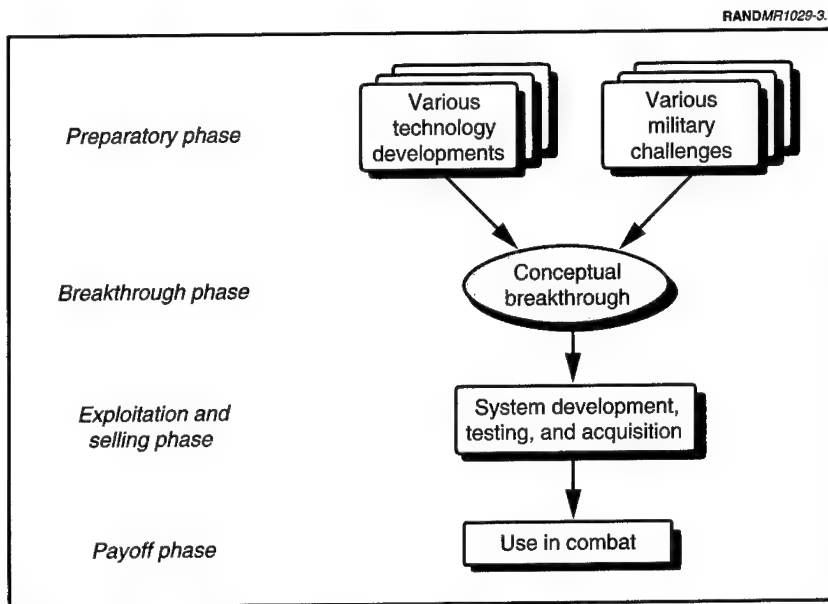 RANDMR1029-3.
Preparatory phase
Various
technology
developments
Various
military
challenges
Breakthrough phase
Conceptual
breakthrough
Exploitation and
selling phase
System development,
testing, and acquisition
Payoff phase
Use in combat